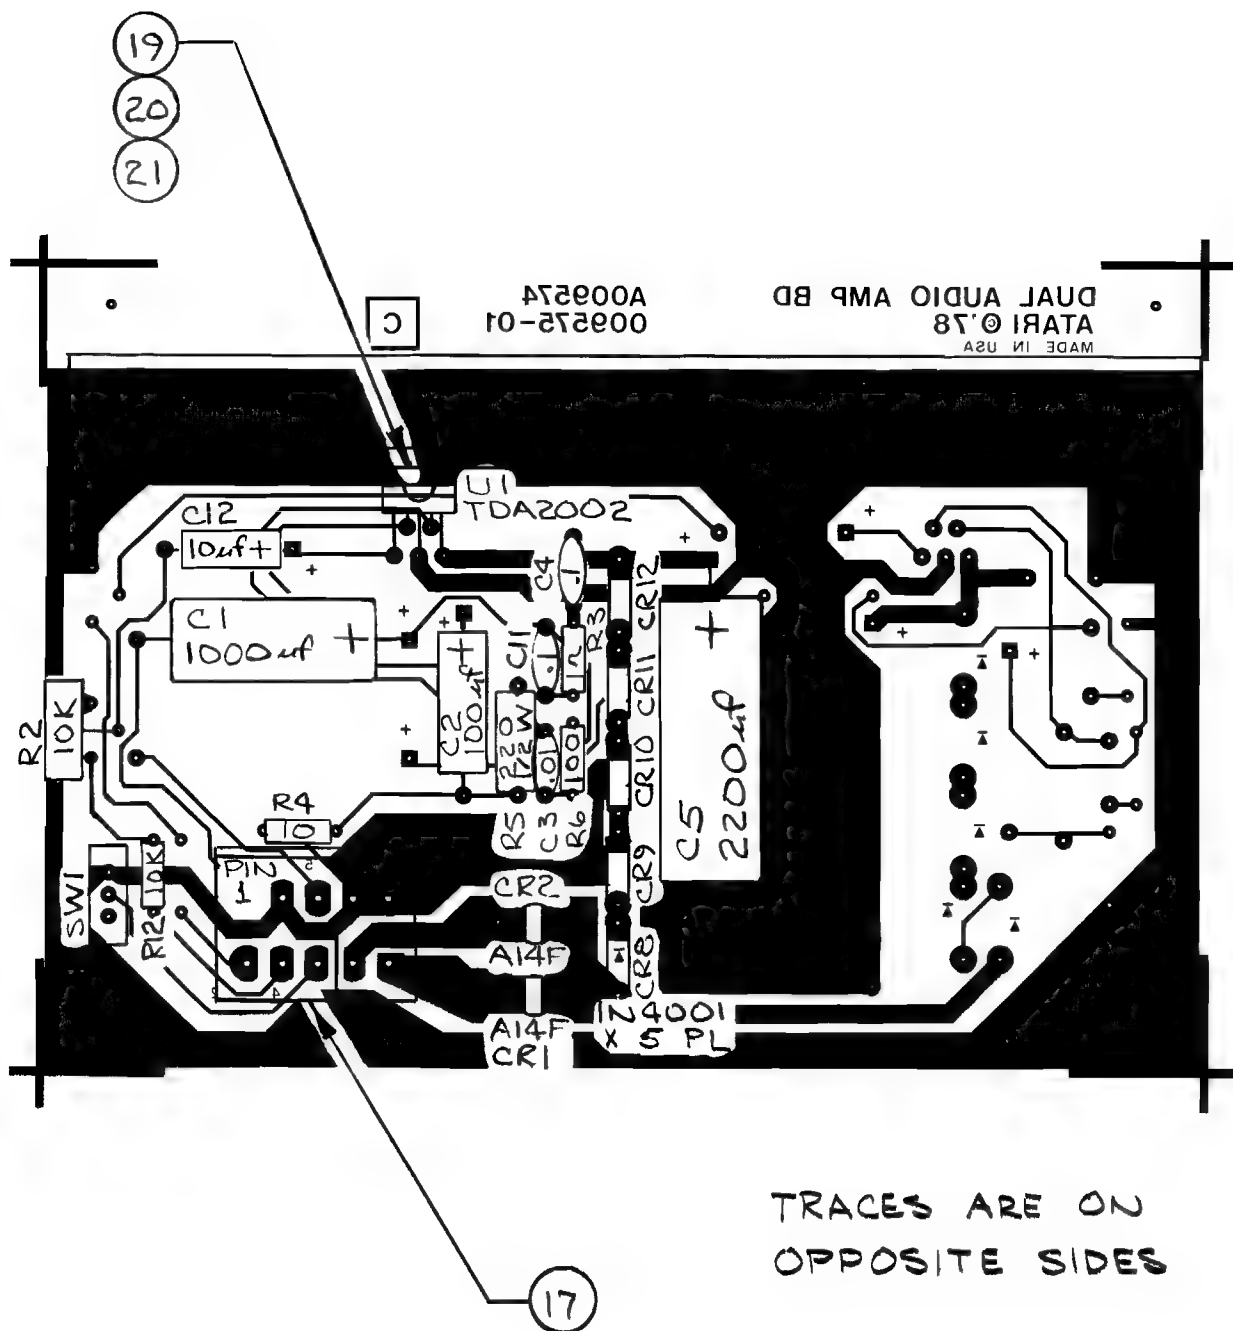 19
20
21
DUAL AUDIO AMP BD
ATARI © '78
MADE IN USA
A009574
009575-01
C
U1
TDA2002
C12
10uf+
+
C1
1000uf +
+
+
C2
100uf
+
C11
.1
C4
.1
R3
1Ω
R5
220
1/2W
C3
.01
R6
100
CR12
CR11
CR10
CR9
CR8
C5
2200uf
+
+
+
+
+
R2
10K
R4
10
PIN
1
SW1
R12
10K
CR2
A14F
A14F
CR1
IN4001
X 5 PL
17
TRACES ARE ON
OPPOSITE SIDES